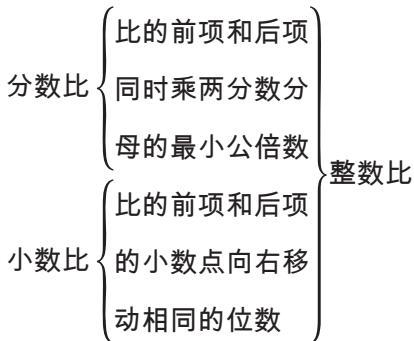 分数比
比的前项和后项
同时乘两分数分
母的最小公倍数
小数比
比的前项和后项
的小数点向右移
动相同的位数
整数比